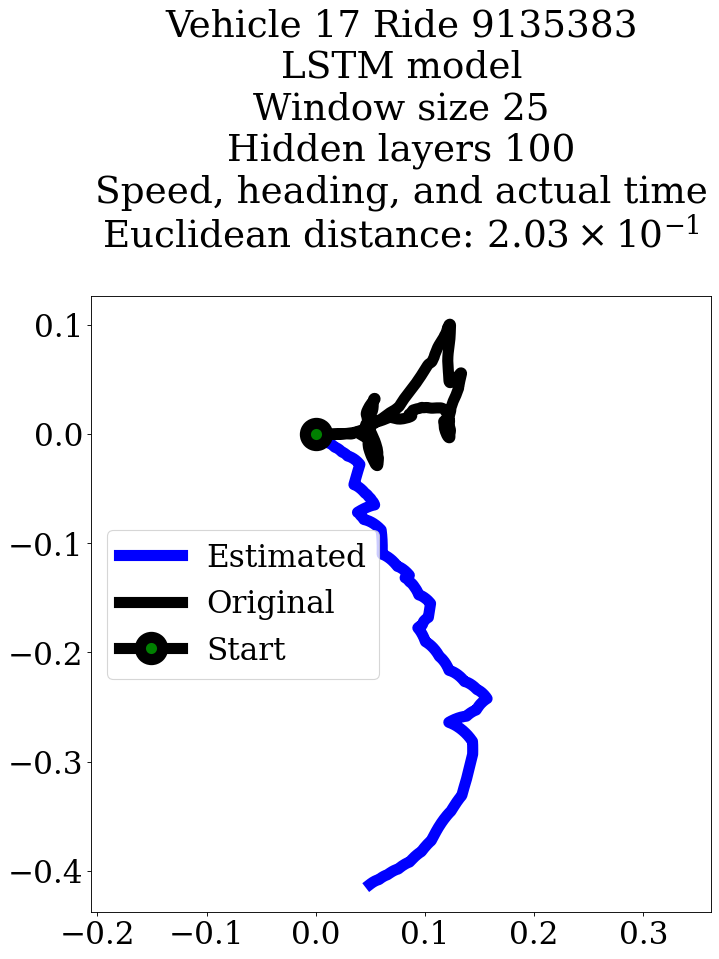 Vehicle 17 Ride 9135383
LSTM model
Window size 25
Hidden layers 100
Speed, heading, and actual time
Euclidean distance: 2.03 × 10⁻¹
0.1
0.0
−0.1
−0.2
−0.3
−0.4
Estimated
Original
Start
−0.2 −0.1 0.0 0.1 0.2 0.3